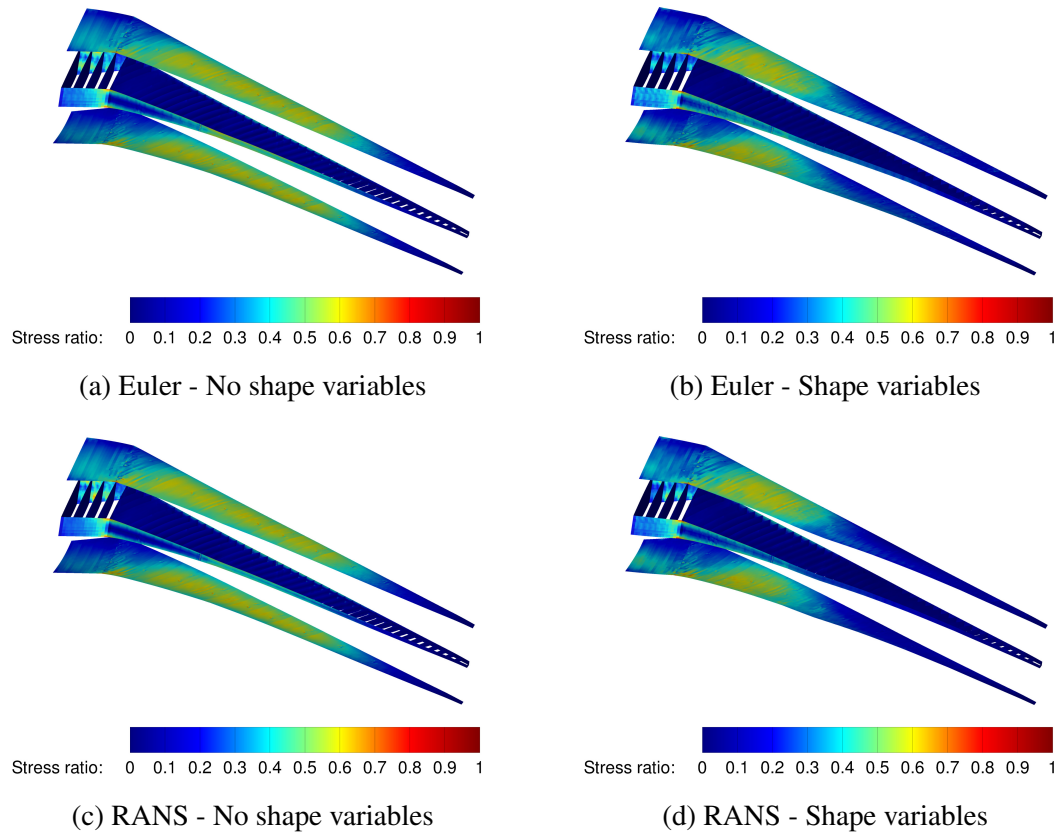 Stress ratio: 0 0.1 0.2 0.3 0.4 0.5 0.6 0.7 0.8 0.9 1
Stress ratio: 0 0.1 0.2 0.3 0.4 0.5 0.6 0.7 0.8 0.9 1
(a) Euler - No shape variables
(b) Euler - Shape variables
Stress ratio: 0 0.1 0.2 0.3 0.4 0.5 0.6 0.7 0.8 0.9 1
Stress ratio: 0 0.1 0.2 0.3 0.4 0.5 0.6 0.7 0.8 0.9 1
(c) RANS - No shape variables
(d) RANS - Shape variables